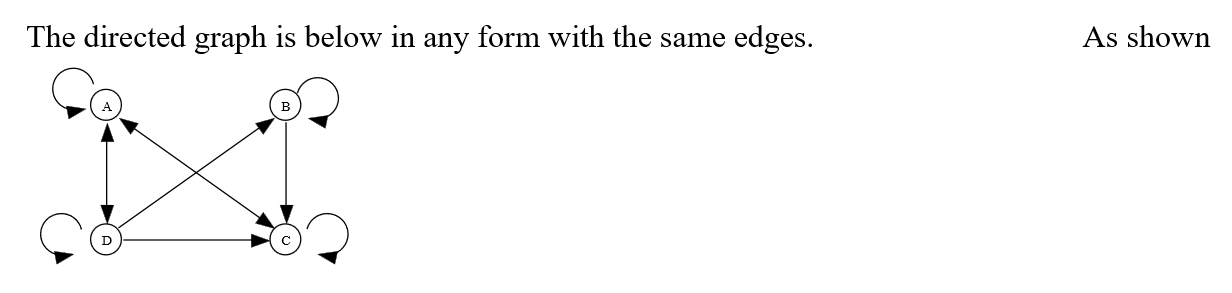 The directed graph is below in any form with the same edges. As shown
A B
D C